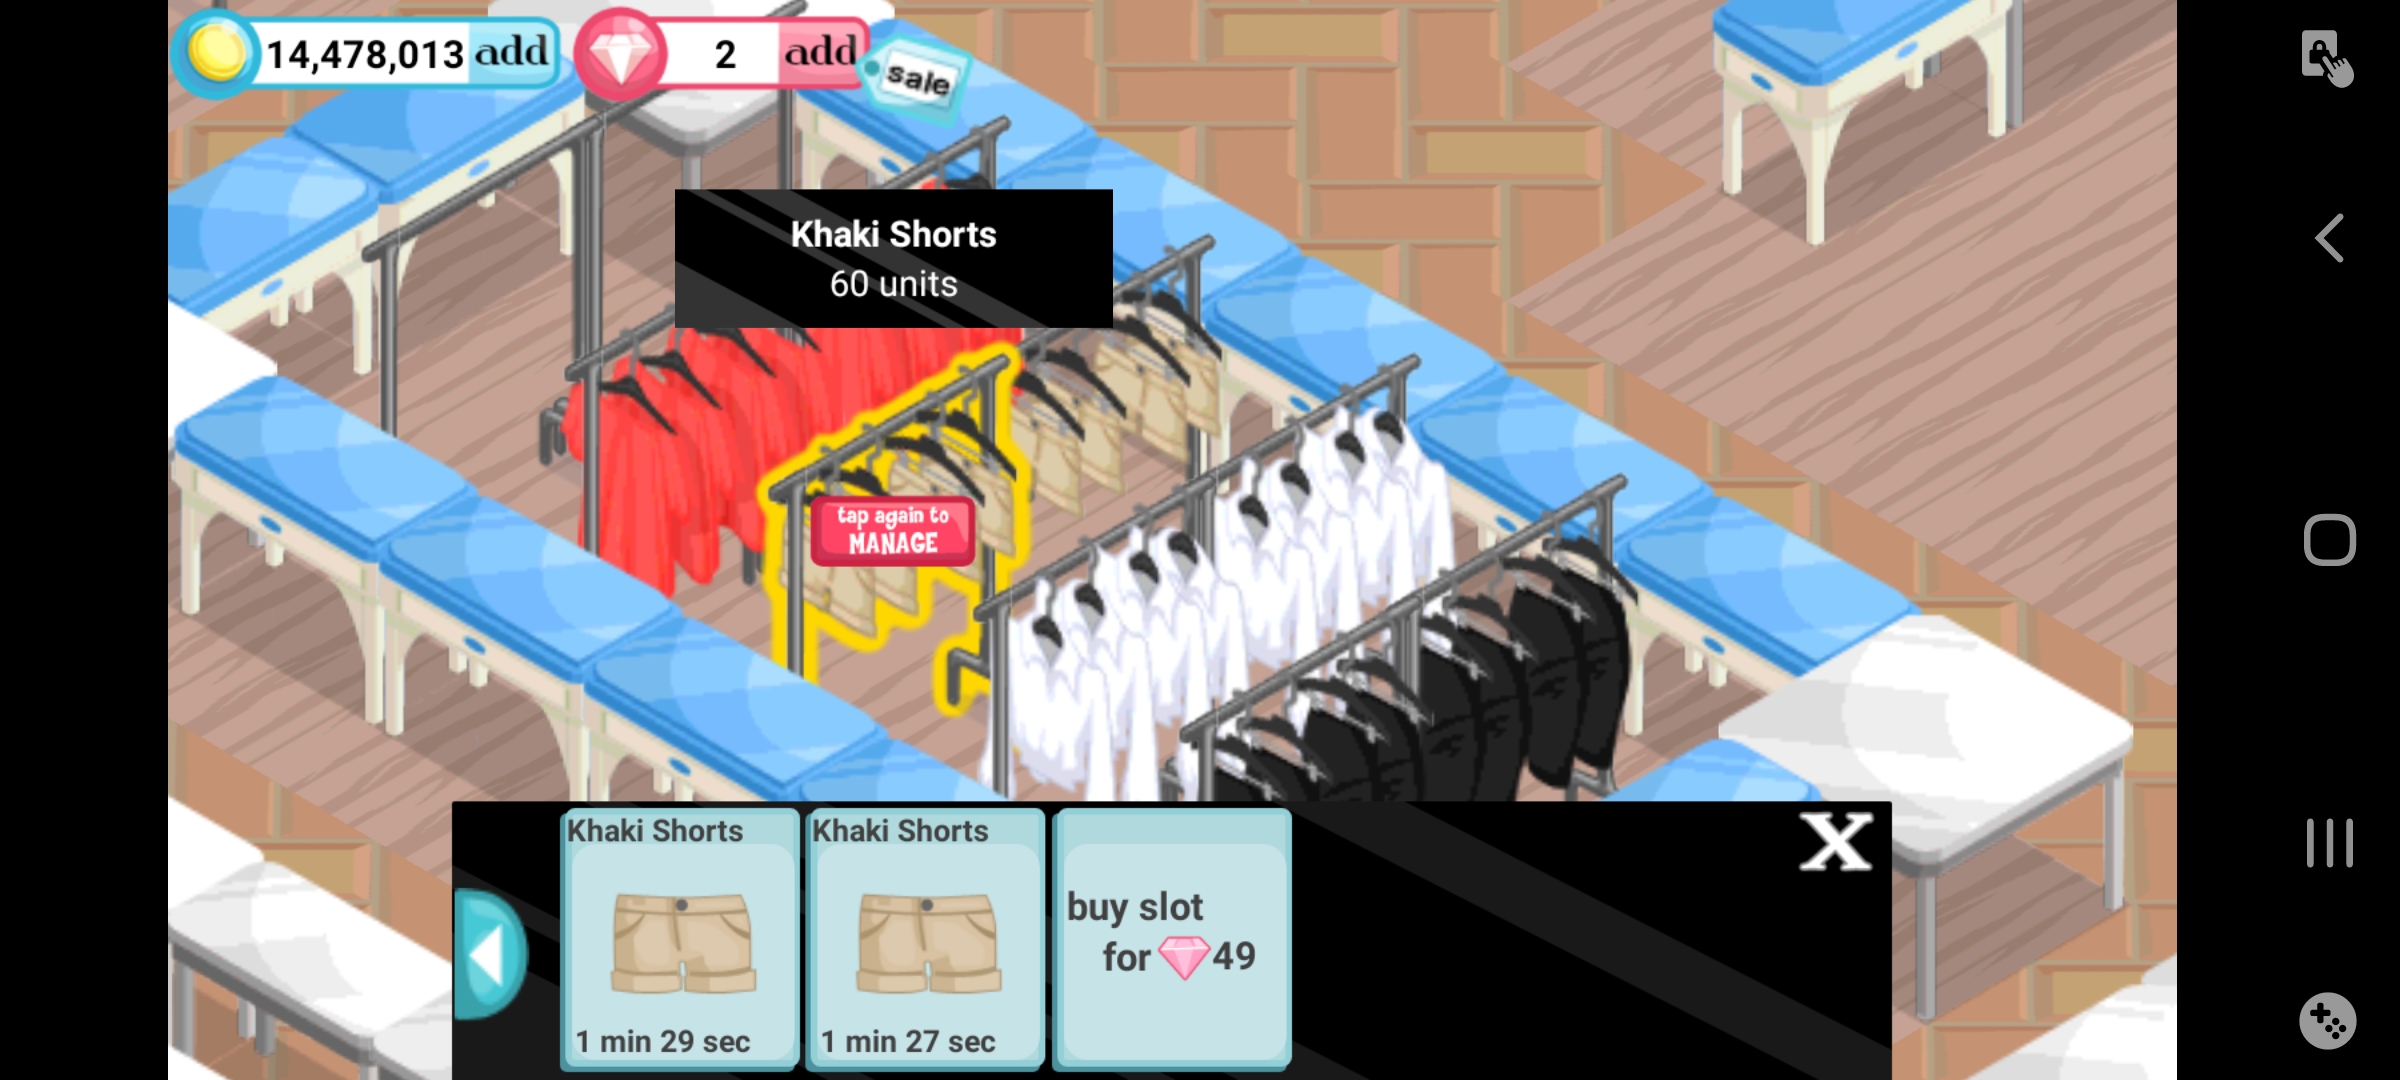 14,478,013 add
2 add
sale
Khaki Shorts
60 units
tap again to
MANAGE
Khaki Shorts
1 min 29 sec
Khaki Shorts
1 min 27 sec
buy slot
for 49
X